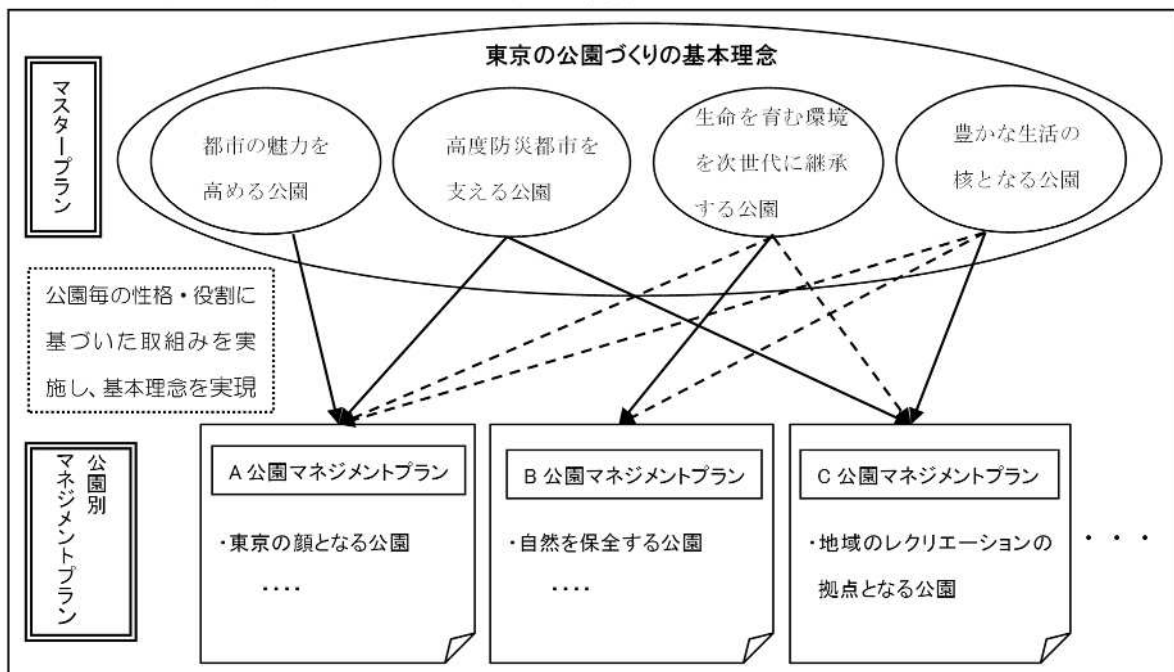 東京の公園づくりの基本理念
マスタープラン
都市の魅力を
高める公園
高度防災都市を
支える公園
生命を育む環境
を次世代に継承
する公園
豊かな生活の
核となる公園
公園毎の性格・役割に
基づいた取組みを実
施し、基本理念を実現
公園別
マネジメントプラン
A 公園マネジメントプラン
・東京の顔となる公園
・・・・
B 公園マネジメントプラン
・自然を保全する公園
・・・・
C 公園マネジメントプラン
・地域のレクリエーションの
拠点となる公園
・・・